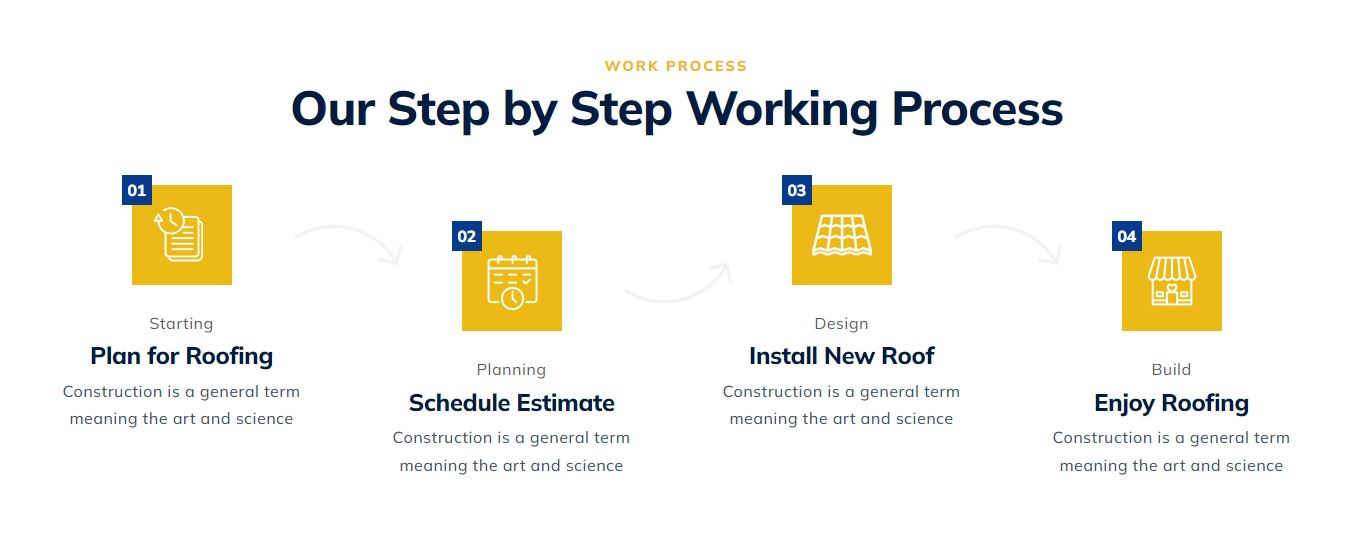 WORK PROCESS
Our Step by Step Working Process
01
Starting
Plan for Roofing
Construction is a general term
meaning the art and science
02
Planning
Schedule Estimate
Construction is a general term
meaning the art and science
03
Design
Install New Roof
Construction is a general term
meaning the art and science
04
Build
Enjoy Roofing
Construction is a general term
meaning the art and science